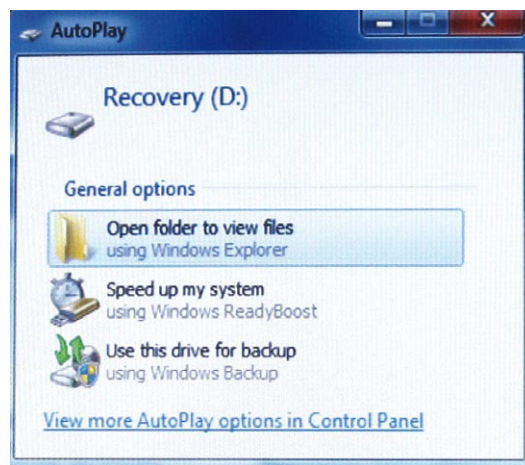 AutoPlay
Recovery (D:)
General options
Open folder to view files
using Windows Explorer
Speed up my system
using Windows ReadyBoost
Use this drive for backup
using Windows Backup
View more AutoPlay options in Control Panel